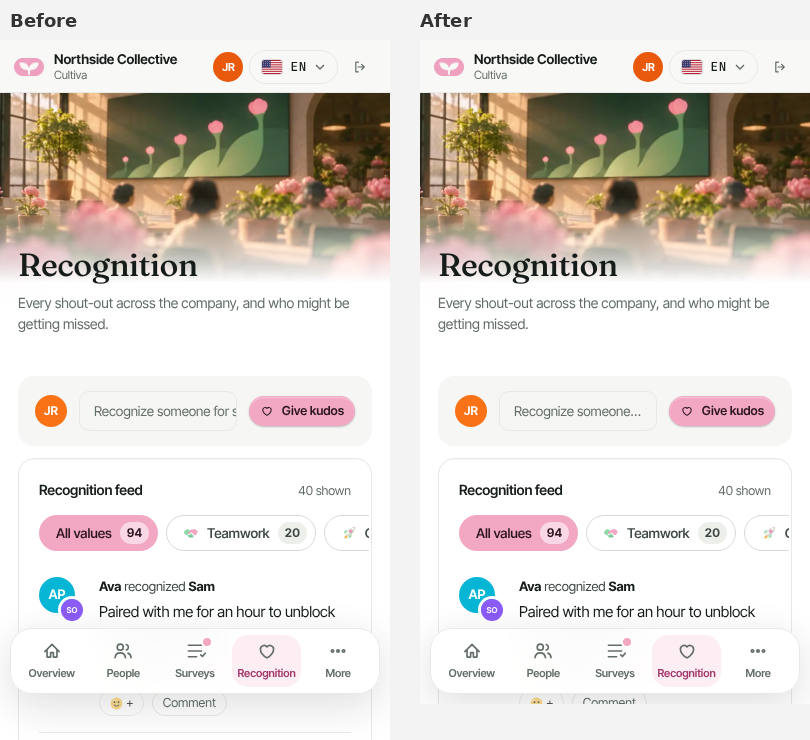 Before
Northside Collective
Cultiva
JR
EN
Recognition
Every shout-out across the company, and who might be
getting missed.
JR
Recognize someone for s
Give kudos
Recognition feed
40 shown
All values 94
Teamwork 20
Ava recognized Sam
AP
SO
Paired with me for an hour to unblock
Overview
People
Surveys
Recognition
More
+
Comment
After
Northside Collective
Cultiva
JR
EN
Recognition
Every shout-out across the company, and who might be
getting missed.
JR
Recognize someone...
Give kudos
Recognition feed
40 shown
All values 94
Teamwork 20
Ava recognized Sam
AP
SO
Paired with me for an hour to unblock
Overview
People
Surveys
Recognition
More
+
Comment